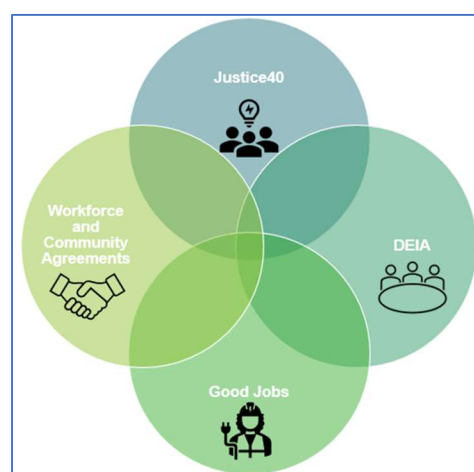 Justice40
Workforce
and
Community
Agreements
DEIA
Good Jobs